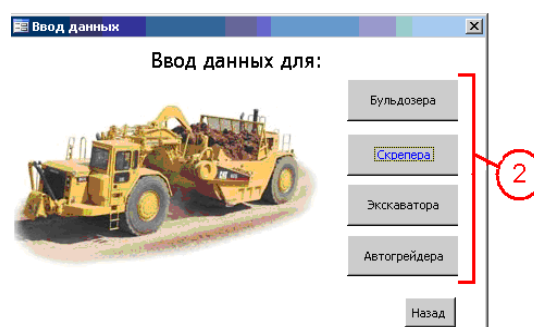 Ввод данных
Ввод данных для:
Бульдозера
Скрепера
2
Экскаватора
Автогрейдера
Назад